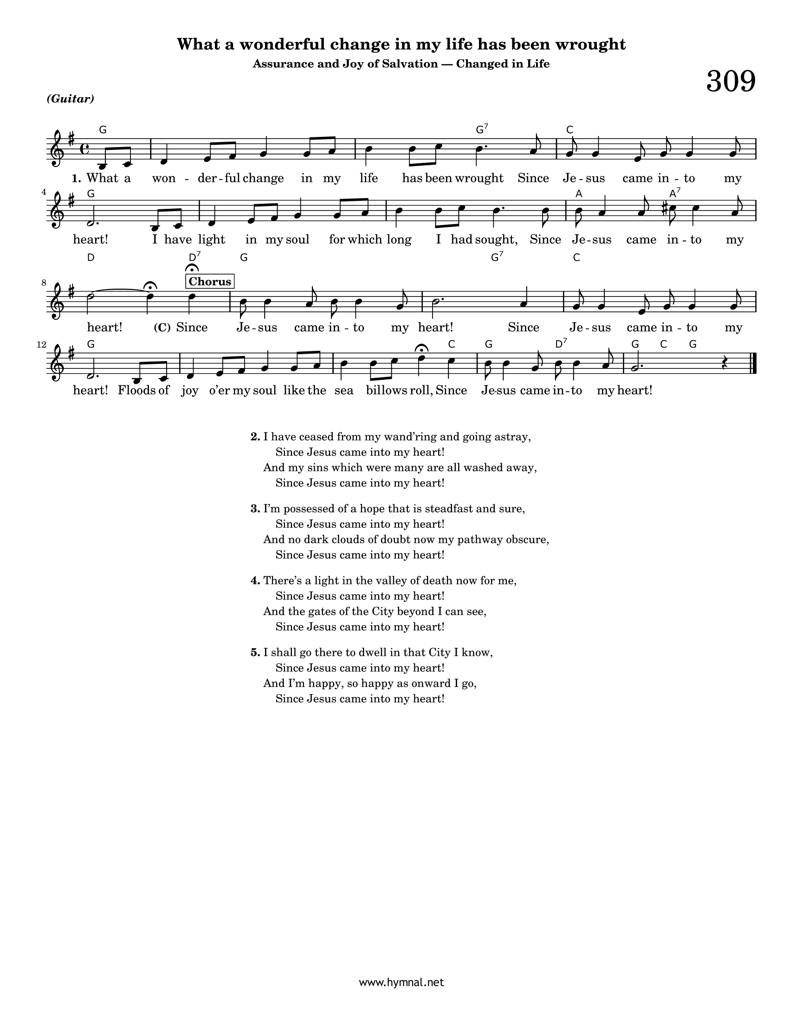 What a wonderful change in my life has been wrought
Assurance and Joy of Salvation — Changed in Life
309
(Guitar)
G G7 C
1. What a won - der - ful change in my life has been wrought Since Je - sus came in - to my
4 G A A7
heart! I have light in my soul for which long I had sought, Since Je - sus came in - to my
D D7 G G7 C
8 Chorus
heart! (C) Since Je - sus came in - to my heart! Since Je - sus came in - to my
12 G C G D7 G C G
heart! Floods of joy o'er my soul like the sea billows roll, Since Je-sus came in-to my heart!
2. I have ceased from my wand'ring and going astray,
Since Jesus came into my heart!
And my sins which were many are all washed away,
Since Jesus came into my heart!
3. I'm possessed of a hope that is steadfast and sure,
Since Jesus came into my heart!
And no dark clouds of doubt now my pathway obscure,
Since Jesus came into my heart!
4. There's a light in the valley of death now for me,
Since Jesus came into my heart!
And the gates of the City beyond I can see,
Since Jesus came into my heart!
5. I shall go there to dwell in that City I know,
Since Jesus came into my heart!
And I'm happy, so happy as onward I go,
Since Jesus came into my heart!
www.hymnal.net